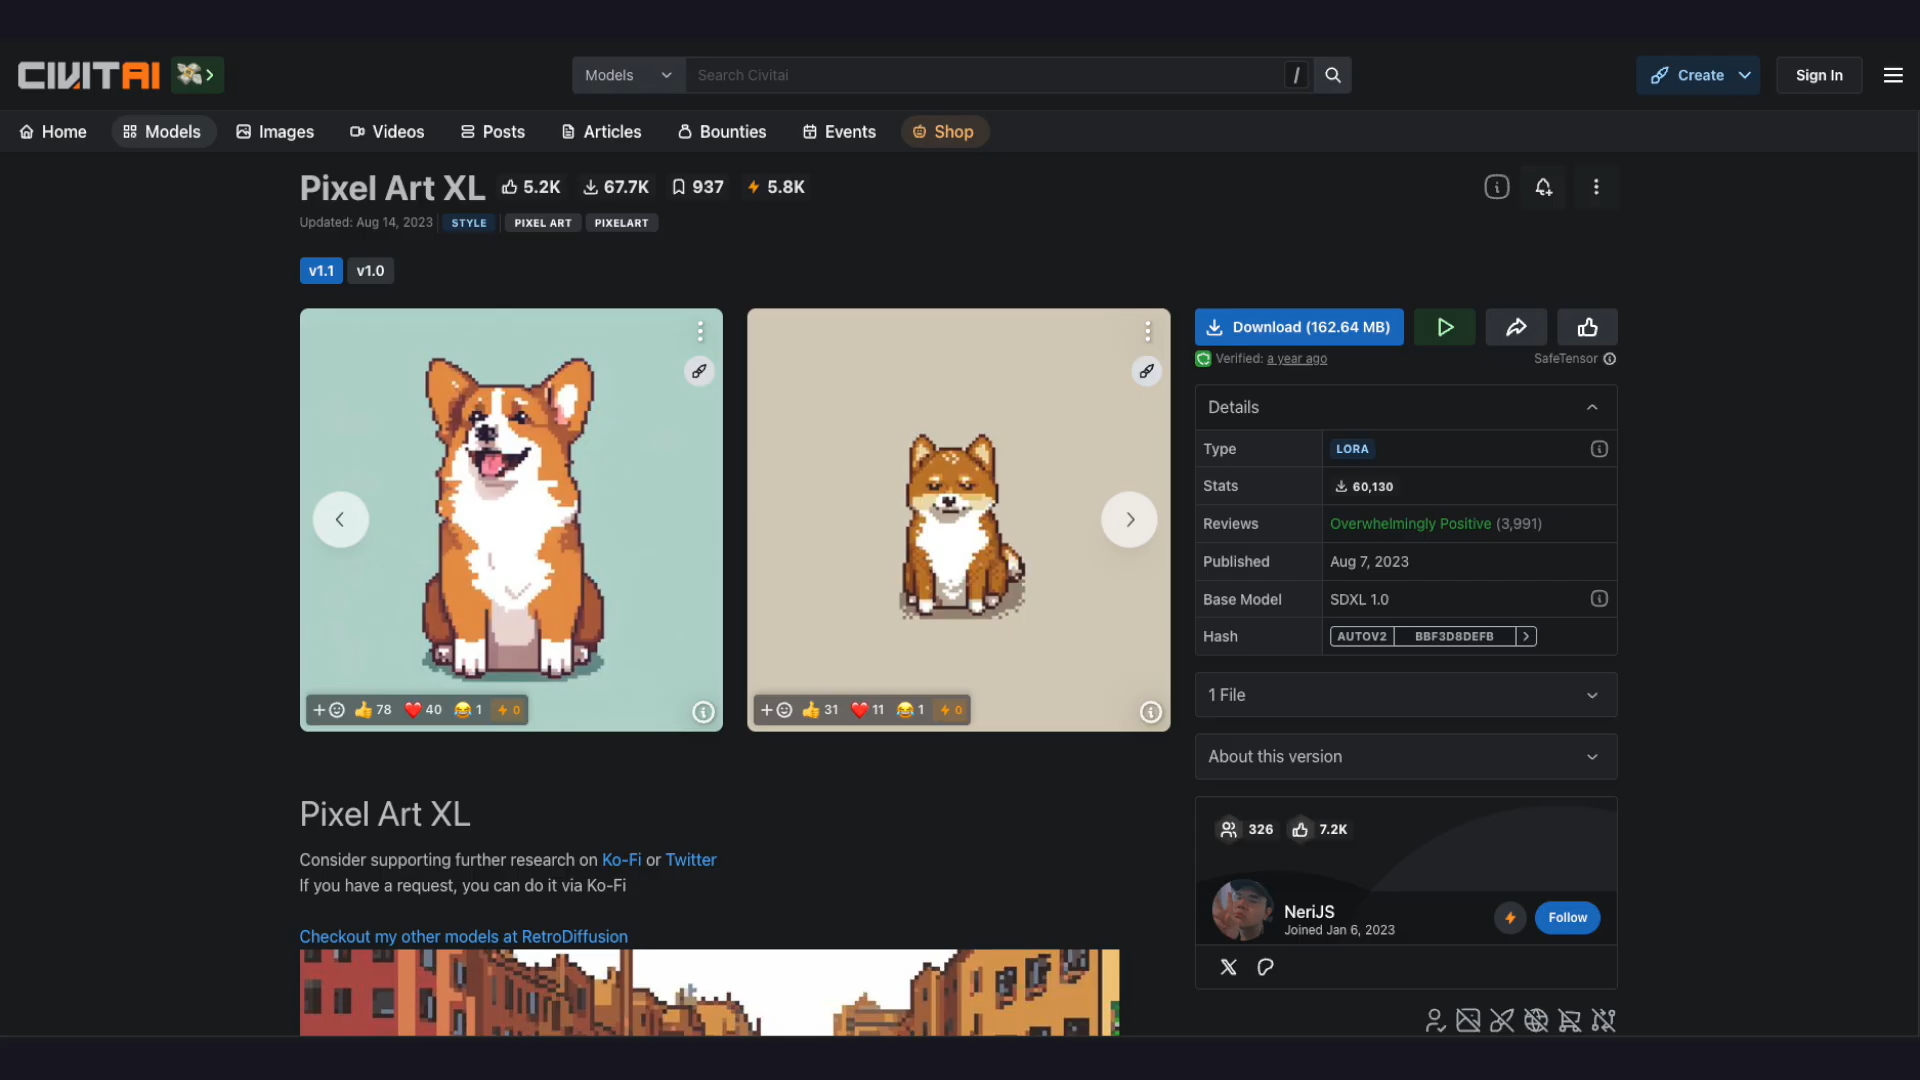 CIVITAI
Models
Search Civitai
/
Create
Sign In
Home
Models
Images
Videos
Posts
Articles
Bounties
Events
Shop
Pixel Art XL
5.2K
67.7K
937
5.8K
Updated: Aug 14, 2023
STYLE
PIXEL ART
PIXELART
v1.1
v1.0
78
40
1
0
31
11
1
0
Download (162.64 MB)
Verified: a year ago
SafeTensor
Details
Type
LORA
Stats
60,130
Reviews
Overwhelmingly Positive (3,991)
Published
Aug 7, 2023
Base Model
SDXL 1.0
Hash
AUTOV2
BBF3D8DEFB
1 File
About this version
326
7.2K
NeriJS
Joined Jan 6, 2023
Follow
Pixel Art XL
Consider supporting further research on Ko-Fi or Twitter
If you have a request, you can do it via Ko-Fi
Checkout my other models at RetroDiffusion